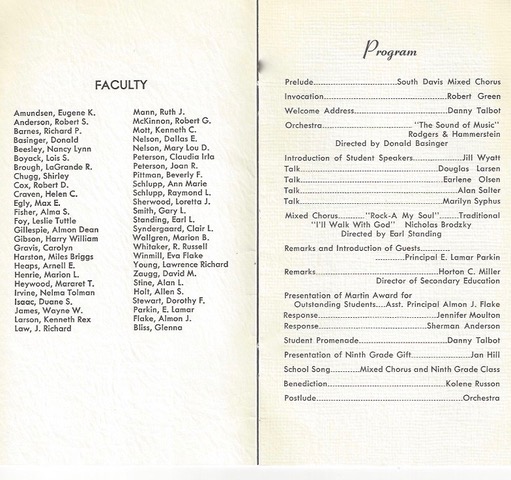 FACULTY
Amundsen, Eugene K.
Anderson, Robert S.
Barnes, Richard P.
Basinger, Donald
Beesley, Nancy Lynn
Boyack, Lois S.
Brough, LaGrande R.
Chugg, Shirley
Cox, Robert D.
Craven, Helen C.
Egly, Max E.
Fisher, Alma S.
Foy, Leslie Tuttle
Gillespie, Almon Dean
Gibson, Harry William
Gravis, Carolyn
Harston, Miles Briggs
Heaps, Arnell E.
Henrie, Marion L.
Heywood, Mararet T.
Irvine, Nelma Tolman
Isaac, Duane S.
James, Wayne W.
Larson, Kenneth Rex
Law, J. Richard
Mann, Ruth J.
McKinnon, Robert G.
Mott, Kenneth C.
Nelson, Dallas E.
Nelson, Mary Lou D.
Peterson, Claudia Irla
Peterson, Joan R.
Pittman, Beverly F.
Schlupp, Ann Marie
Schlupp, Raymond L.
Sherwood, Loretta J.
Smith, Gary L.
Standing, Earl L.
Syndergaard, Clair L.
Wallgren, Marion B.
Whitaker, R. Russell
Winmill, Eva Flake
Young, Lawrence Richard
Zaugg, David M.
Stine, Alan L.
Holt, Allen S.
Stewart, Dorothy F.
Parkin, E. Lamar
Flake, Almon J.
Bliss, Glenna
Program
Prelude....South Davis Mixed Chorus
Invocation....Robert Green
Welcome Address....Danny Talbot
Orchestra...."The Sound of Music"
Rodgers & Hammerstein
Directed by Donald Basinger
Introduction of Student Speakers....Jill Wyatt
Talk....Douglas Larsen
Talk....Earlene Olsen
Talk....Alan Salter
Talk....Marilyn Syphus
Mixed Chorus...."Rock-A My Soul"....Traditional
"I'll Walk With God" Nicholas Brodzky
Directed by Earl Standing
Remarks and Introduction of Guests....
....Principal E. Lamar Parkin
Remarks....Horton C. Miller
Director of Secondary Education
Presentation of Martin Award for
Outstanding Students....Asst. Principal Almon J. Flake
Response....Jennifer Moulton
Response....Sherman Anderson
Student Promenade....Danny Talbot
Presentation of Ninth Grade Gift....Jan Hill
School Song....Mixed Chorus and Ninth Grade Class
Benediction....Kolene Russon
Postlude....Orchestra